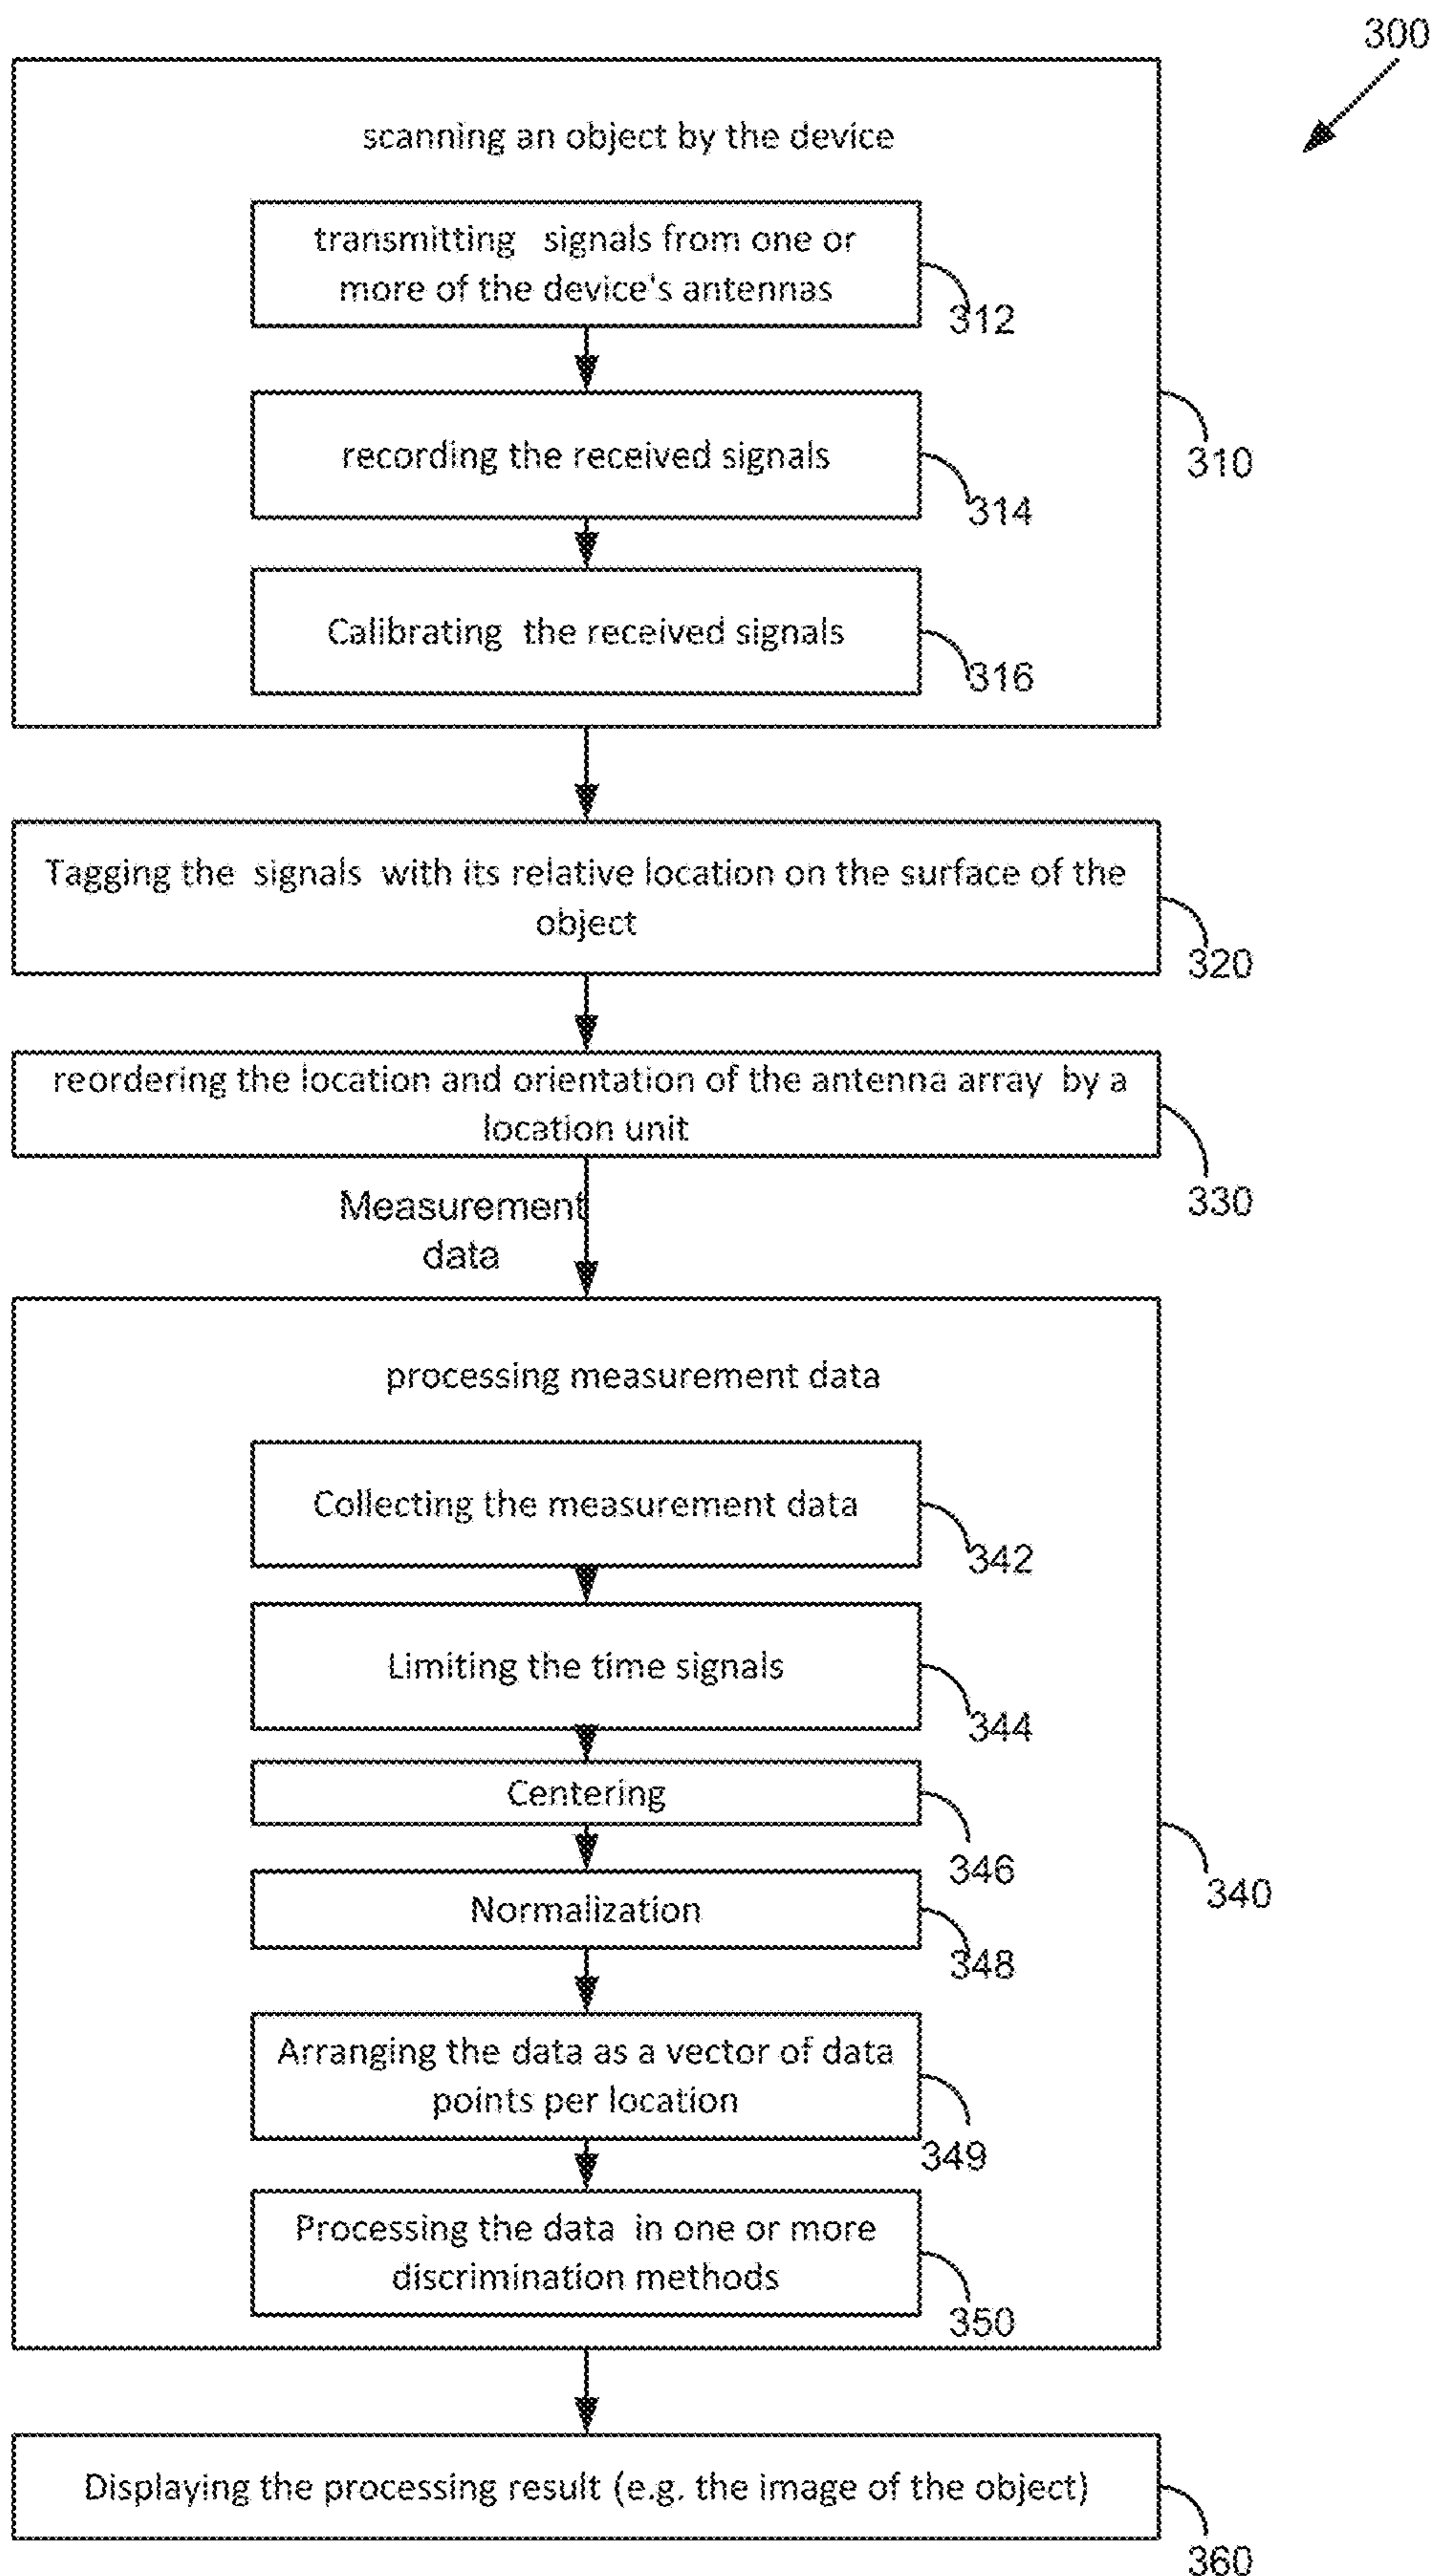 300
scanning an object by the device
transmitting signals from one or
more of the device's antennas
312
recording the received signals
314
310
Calibrating the received signals
316
Tagging the signals with its relative location on the surface of the
object
320
reordering the location and orientation of the antenna array by a
location unit
330
Measurement
data
processing measurement data
Collecting the measurement data
342
Limiting the time signals
344
Centering
346
340
Normalization
348
Arranging the data as a vector of data
points per location
349
Processing the data in one or more
discrimination methods
350
Displaying the processing result (e.g. the image of the object)
360